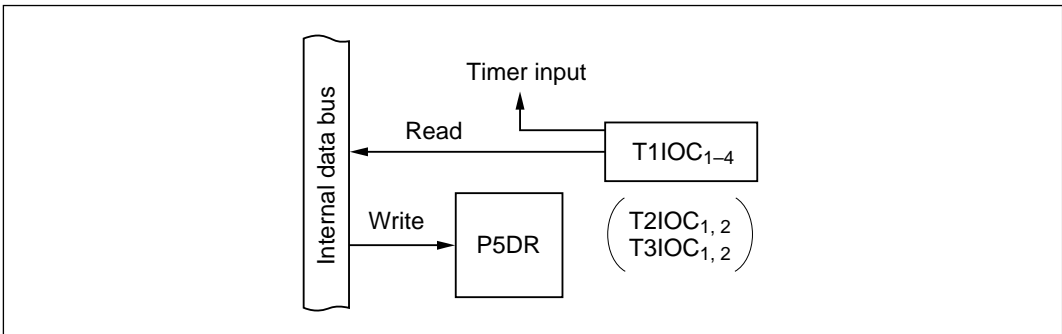 Internal data bus
Timer input
Read
T1IOC1–4
Write
P5DR
T2IOC1, 2
T3IOC1, 2